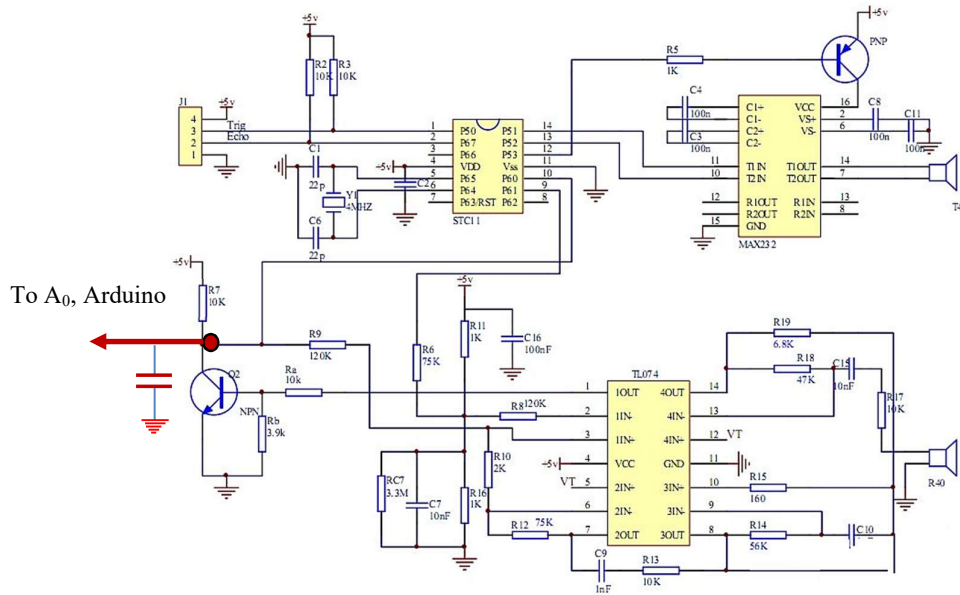 +5v
+5v
R2
10K
R3
10K
R5
1K
PNP
J1
+5v
4
3
2
1
Trig
Echo
1
2
3
4
5
6
7
P50
P67
P66
VDD
P65
P64
P63/RST
P51
P52
P53
Vss
P60
P61
P62
14
13
12
11
10
9
8
STC11
C1
22p
Y1
4MHZ
C6
22p
+5v
C2
C4
100n
C3
100n
C1+
C1-
C2+
C2-
VCC
VS+
VS-
16
2
6
C8
100n
C11
100n
11
10
T1IN
T2IN
T1OUT
T2OUT
14
7
12
9
15
R1OUT
R2OUT
GND
R1IN
R2IN
13
8
MAX232
+5v
R7
10K
To A0, Arduino
R9
120K
Q2
NPN
Ra
10k
Rb
3.9k
R6
75K
+5v
R11
1K
C16
100nF
R8
120K
R10
2K
RC7
3.3M
C7
10nF
R16
1K
R12
75K
C9
1nF
R13
10K
TL074
1
2
3
4
5
6
7
1OUT
1IN-
1IN+
VCC
2IN+
2IN-
2OUT
4OUT
4IN-
4IN+
GND
3IN+
3IN-
3OUT
14
13
12
11
10
9
8
+5v
VT
VT
R19
6.8K
R18
47K
C15
10nF
R17
10K
R40
R15
160
R14
56K
C10